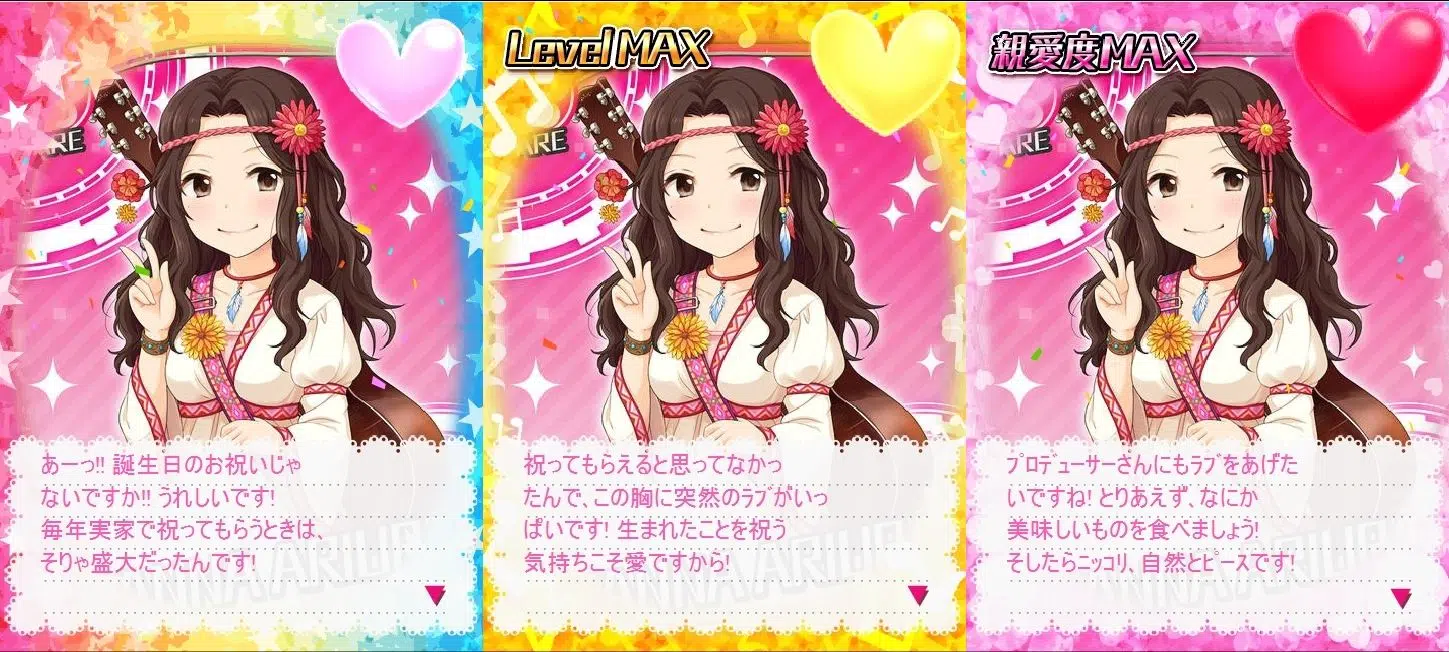 あーっ!! 誕生日のお祝いじゃ
ないですか!! うれしいです!
毎年実家で祝ってもらうときは、
そりゃ盛大だったんです!
Level MAX
祝ってもらえると思ってなかっ
たんで、この胸に突然のﾗﾌﾞがいっ
ぱいです! 生まれたことを祝う
気持ちこそ愛ですから!
親愛度MAX
ﾌﾟﾛﾃﾞｭｰｻｰさんにもﾗﾌﾞをあげた
いですね! とりあえず、なにか
美味しいものを食べましょう!
そしたらﾆｯｺﾘ、自然とﾋﾟｰｽです!